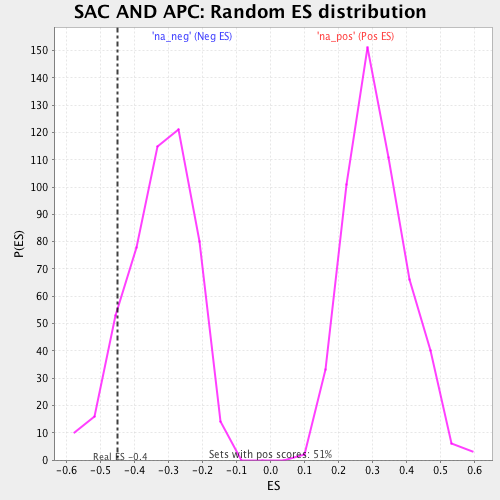 SAC AND APC: Random ES distribution
'na_neg' (Neg ES)
'na_pos' (Pos ES)
150
140
130
120
110
100
90
80
70
60
50
40
30
20
10
0
P(ES)
Real ES -0.4
Sets with pos scores: 51%
-0.6 -0.5 -0.4 -0.3 -0.2 -0.1 0.0 0.1 0.2 0.3 0.4 0.5 0.6
ES